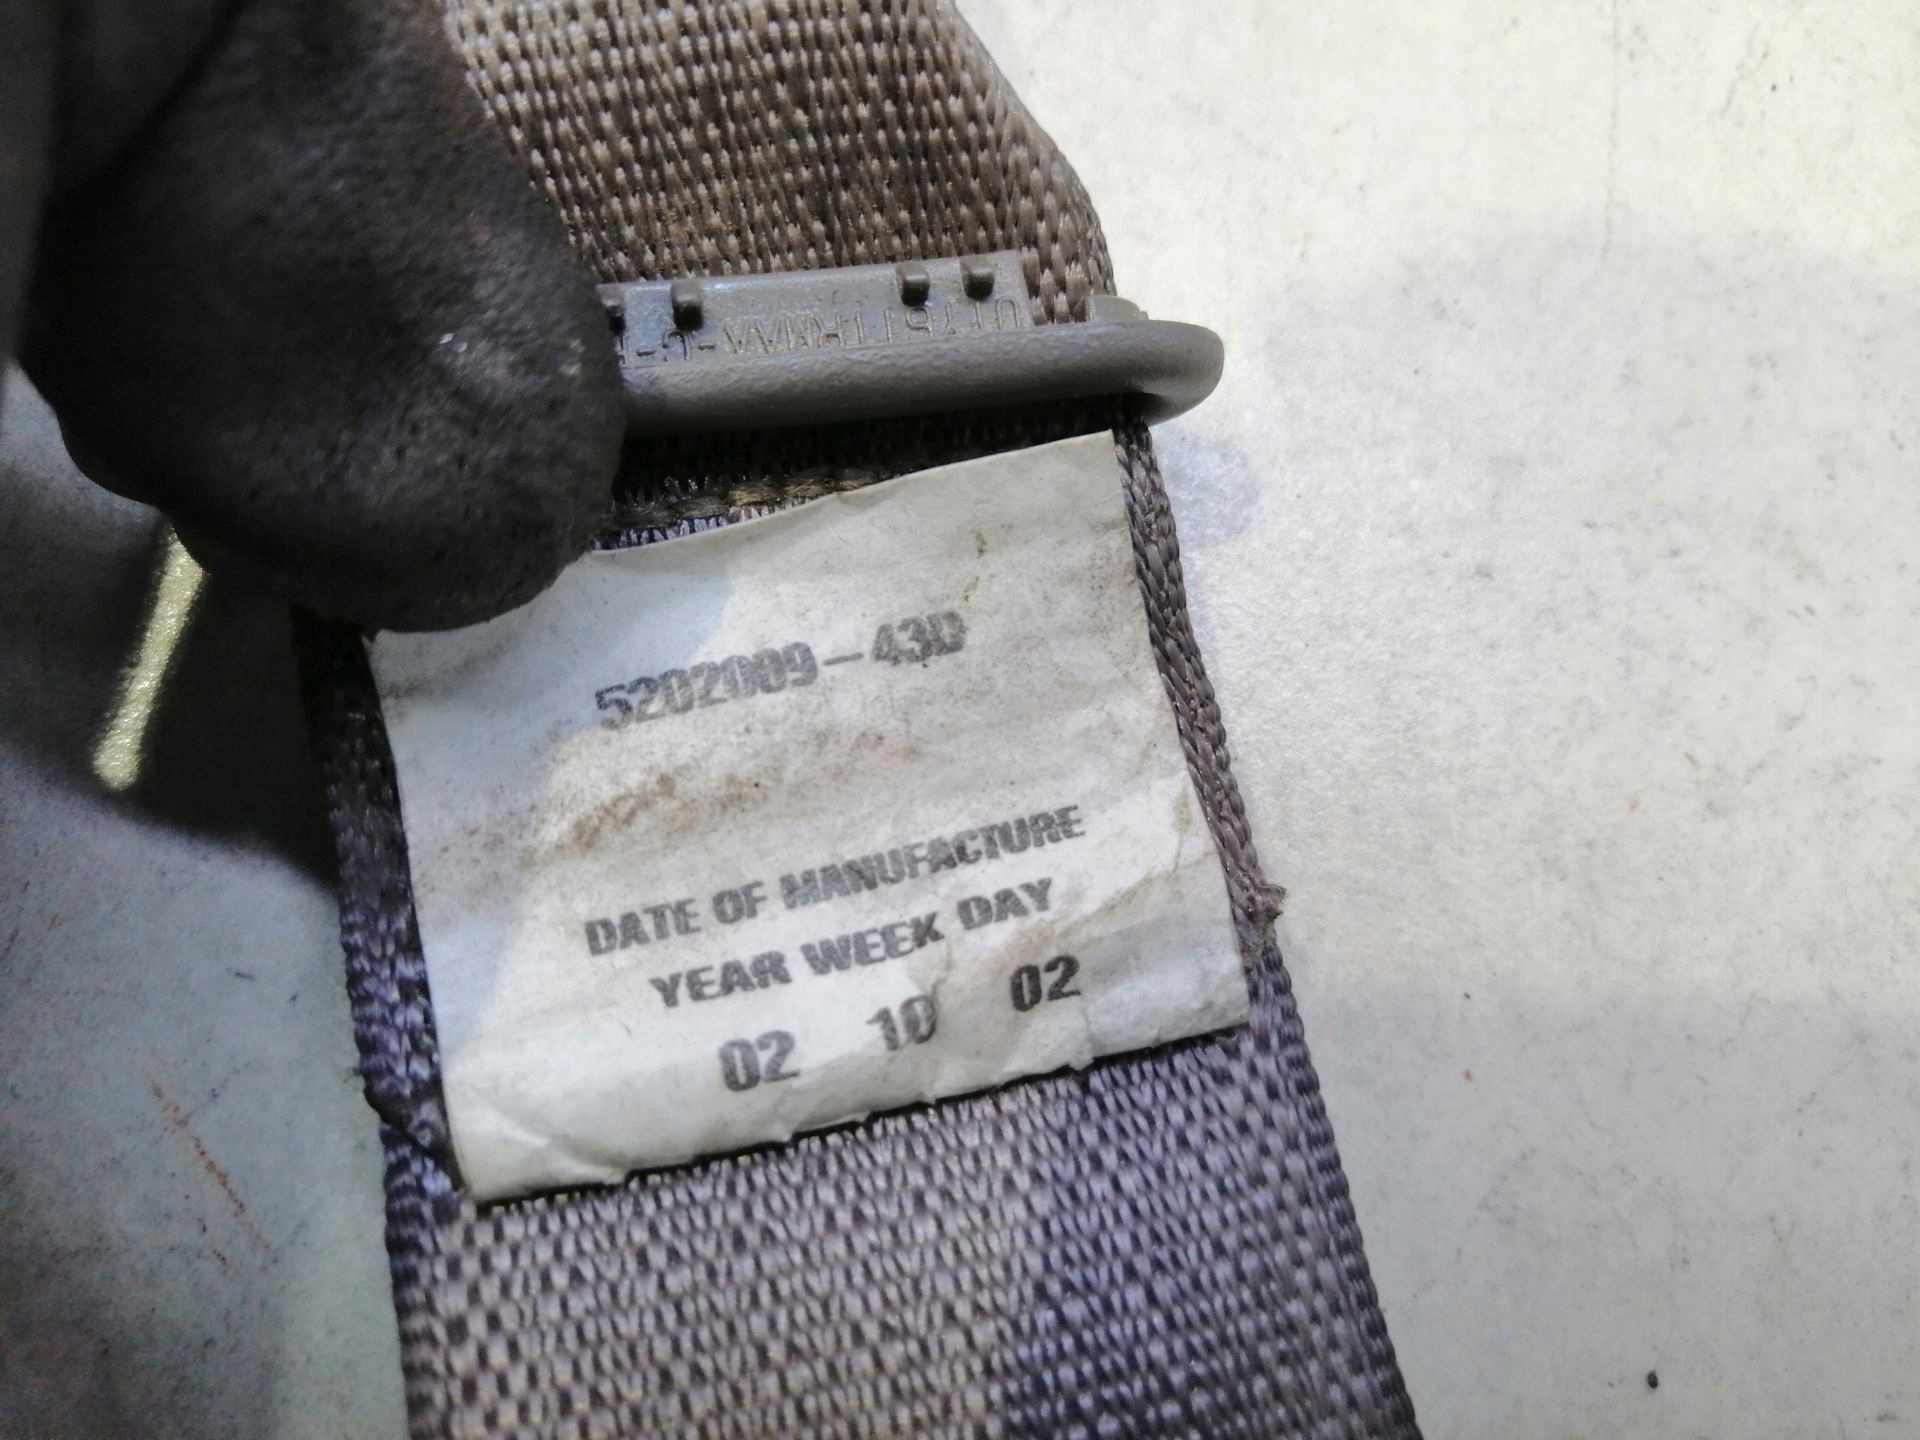 5202009-43D
DATE OF MANUFACTURE
YEAR WEEK DAY
02 10 02